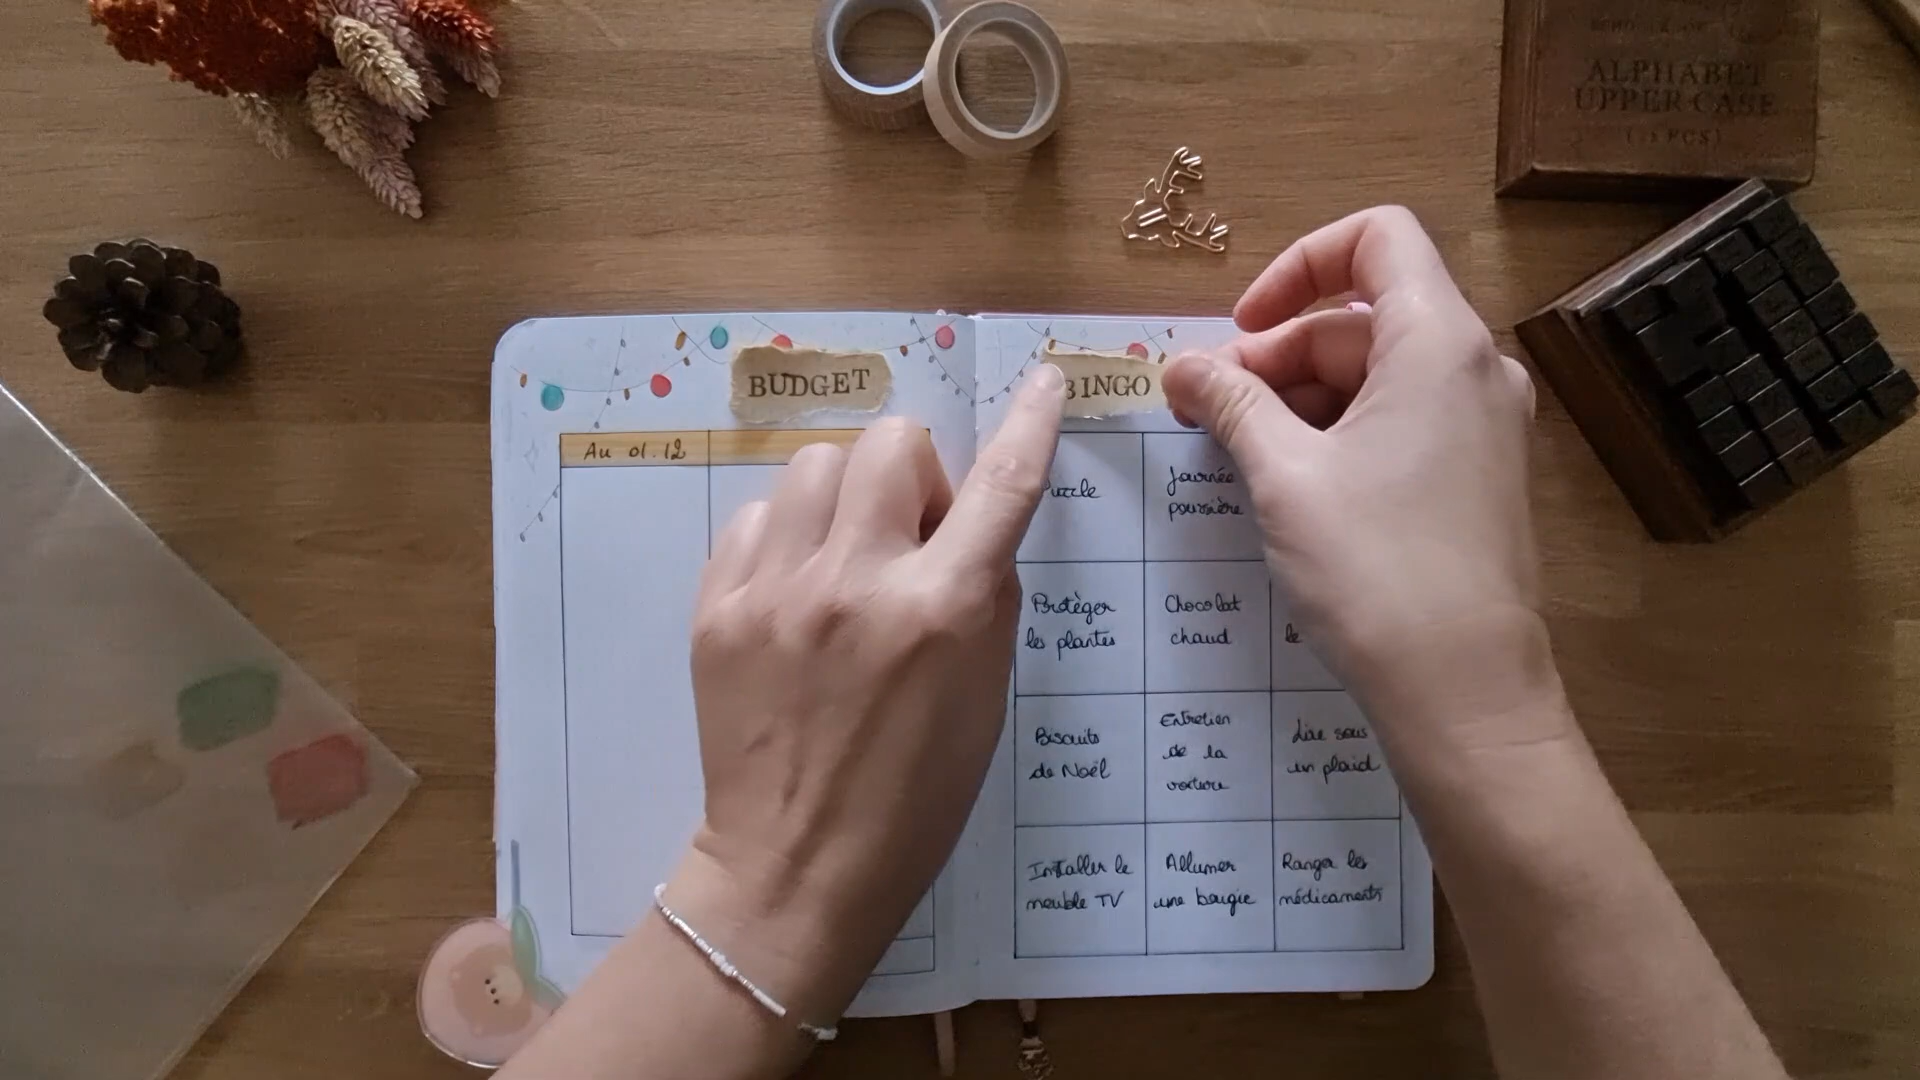 ALPHABET
UPPER CASE
BUDGET
BINGO
Au 01.12
Puzzle
Journée
poussière
Protéger
les plantes
Chocolat
chaud
le
Biscuits
de Noël
Entretien
de la
voiture
Lire sous
un plaid
Installer le
meuble TV
Allumer
une bougie
Ranger les
médicaments